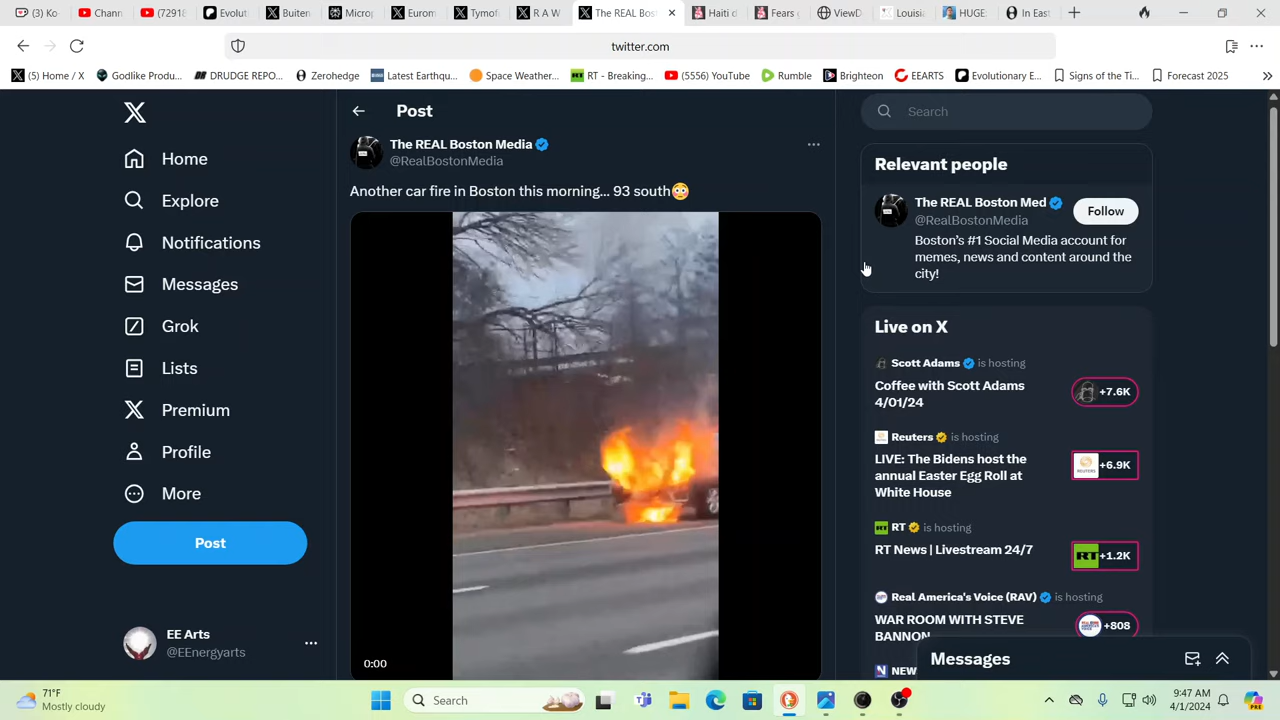 (3) Ko
Chann
(72918
Evoluti
Buiten
Microp
Eurom
Tymot
R A W
The REAL Bost
Haiti d
Fears
ViewD
Louisia
HUGE:
In East
twitter.com
(5) Home / X
Godlike Produ...
DRUDGE REPO...
Zerohedge
Latest Earthqu...
Space Weather...
RT - Breaking...
(5556) YouTube
Rumble
Brighteon
EEARTS
Evolutionary E...
Signs of the Ti...
Forecast 2025
Home
Explore
Notifications
Messages
Grok
Lists
Premium
Profile
More
Post
EE Arts
@EEnergyarts
Post
The REAL Boston Media
@RealBostonMedia
Another car fire in Boston this morning... 93 south😳
0:00
Search
Relevant people
The REAL Boston Med
@RealBostonMedia
Follow
Boston's #1 Social Media account for
memes, news and content around the
city!
Live on X
Scott Adams is hosting
Coffee with Scott Adams
4/01/24
+7.6K
Reuters is hosting
LIVE: The Bidens host the
annual Easter Egg Roll at
White House
+6.9K
RT is hosting
RT News | Livestream 24/7
RT +1.2K
Real America's Voice (RAV) is hosting
WAR ROOM WITH STEVE
BANNON
+808
NEW
Messages
71°F
Mostly cloudy
Search
9:47 AM
4/1/2024
PRE